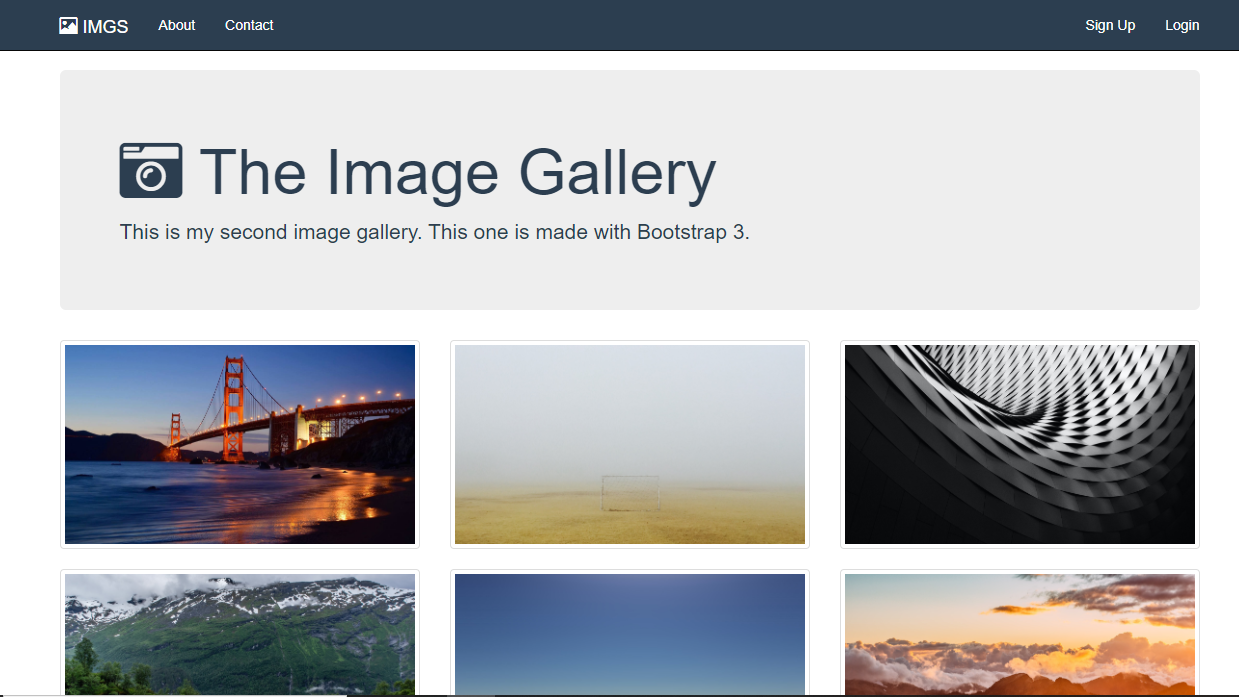 IMGS About Contact Sign Up Login
The Image Gallery
This is my second image gallery. This one is made with Bootstrap 3.